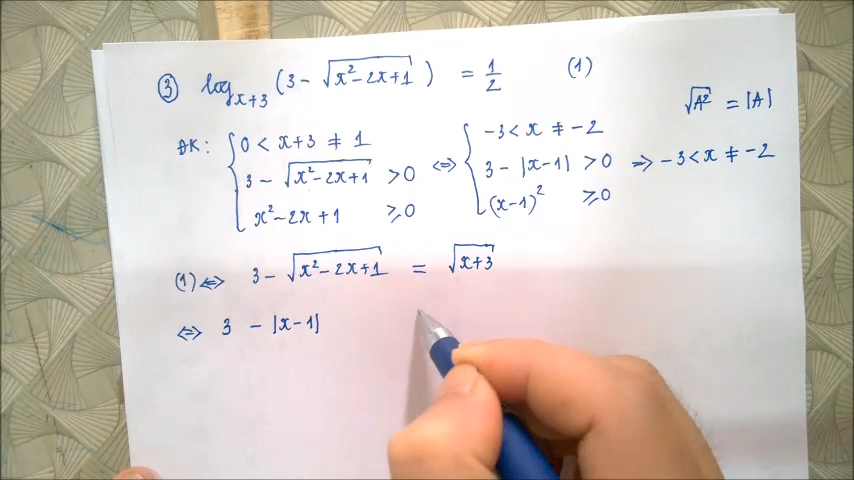 ③ log_{x+3} (3 - √(x² - 2x + 1)) = 1/2 (1)
√A² = |A|
ĐK: { 0 < x+3 ≠ 1 ⇔ { -3 < x ≠ -2
3 - √(x² - 2x + 1) > 0 3 - |x-1| > 0 ⇒ -3 < x ≠ -2
x² - 2x + 1 ⩾ 0 (x-1)² ⩾ 0
(1) ⇔ 3 - √(x² - 2x + 1) = √(x+3)
⇔ 3 - |x-1|